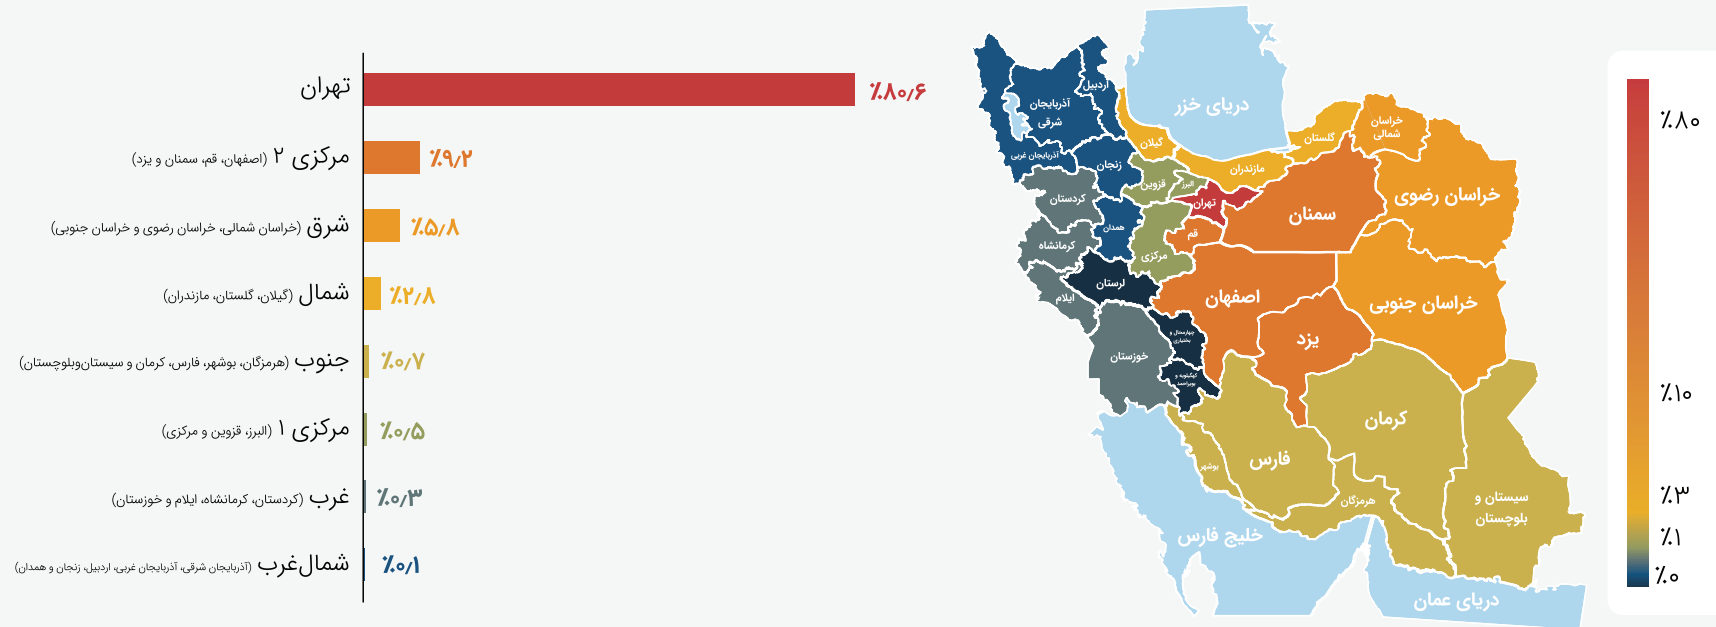 تهران
٪۸۰٫۶
مرکزی ۲ (اصفهان، قم، سمنان و یزد)
٪۹٫۲
شرق (خراسان شمالی، خراسان رضوی و خراسان جنوبی)
٪۵٫۸
شمال (گیلان، گلستان، مازندران)
٪۲٫۸
جنوب (هرمزگان، بوشهر، فارس، کرمان و سیستان‌وبلوچستان)
٪۰٫۷
مرکزی ۱ (البرز، قزوین و مرکزی)
٪۰٫۵
غرب (کردستان، کرمانشاه، ایلام و خوزستان)
٪۰٫۳
شمال‌غرب (آذربایجان شرقی، آذربایجان غربی، اردبیل، زنجان و همدان)
٪۰٫۱
دریای خزر
اردبیل
آذربایجان
شرقی
آذربایجان غربی
گیلان
زنجان
گلستان
خراسان
شمالی
مازندران
خراسان رضوی
قزوین
البرز
تهران
سمنان
کردستان
همدان
قم
کرمانشاه
مرکزی
لرستان
ایلام
اصفهان
خراسان جنوبی
چهارمحال و
بختیاری
یزد
خوزستان
کهگیلویه و
بویراحمد
کرمان
فارس
بوشهر
هرمزگان
سیستان و
بلوچستان
خلیج فارس
دریای عمان
٪۸۰
٪۱۰
٪۳
٪۱
٪۰